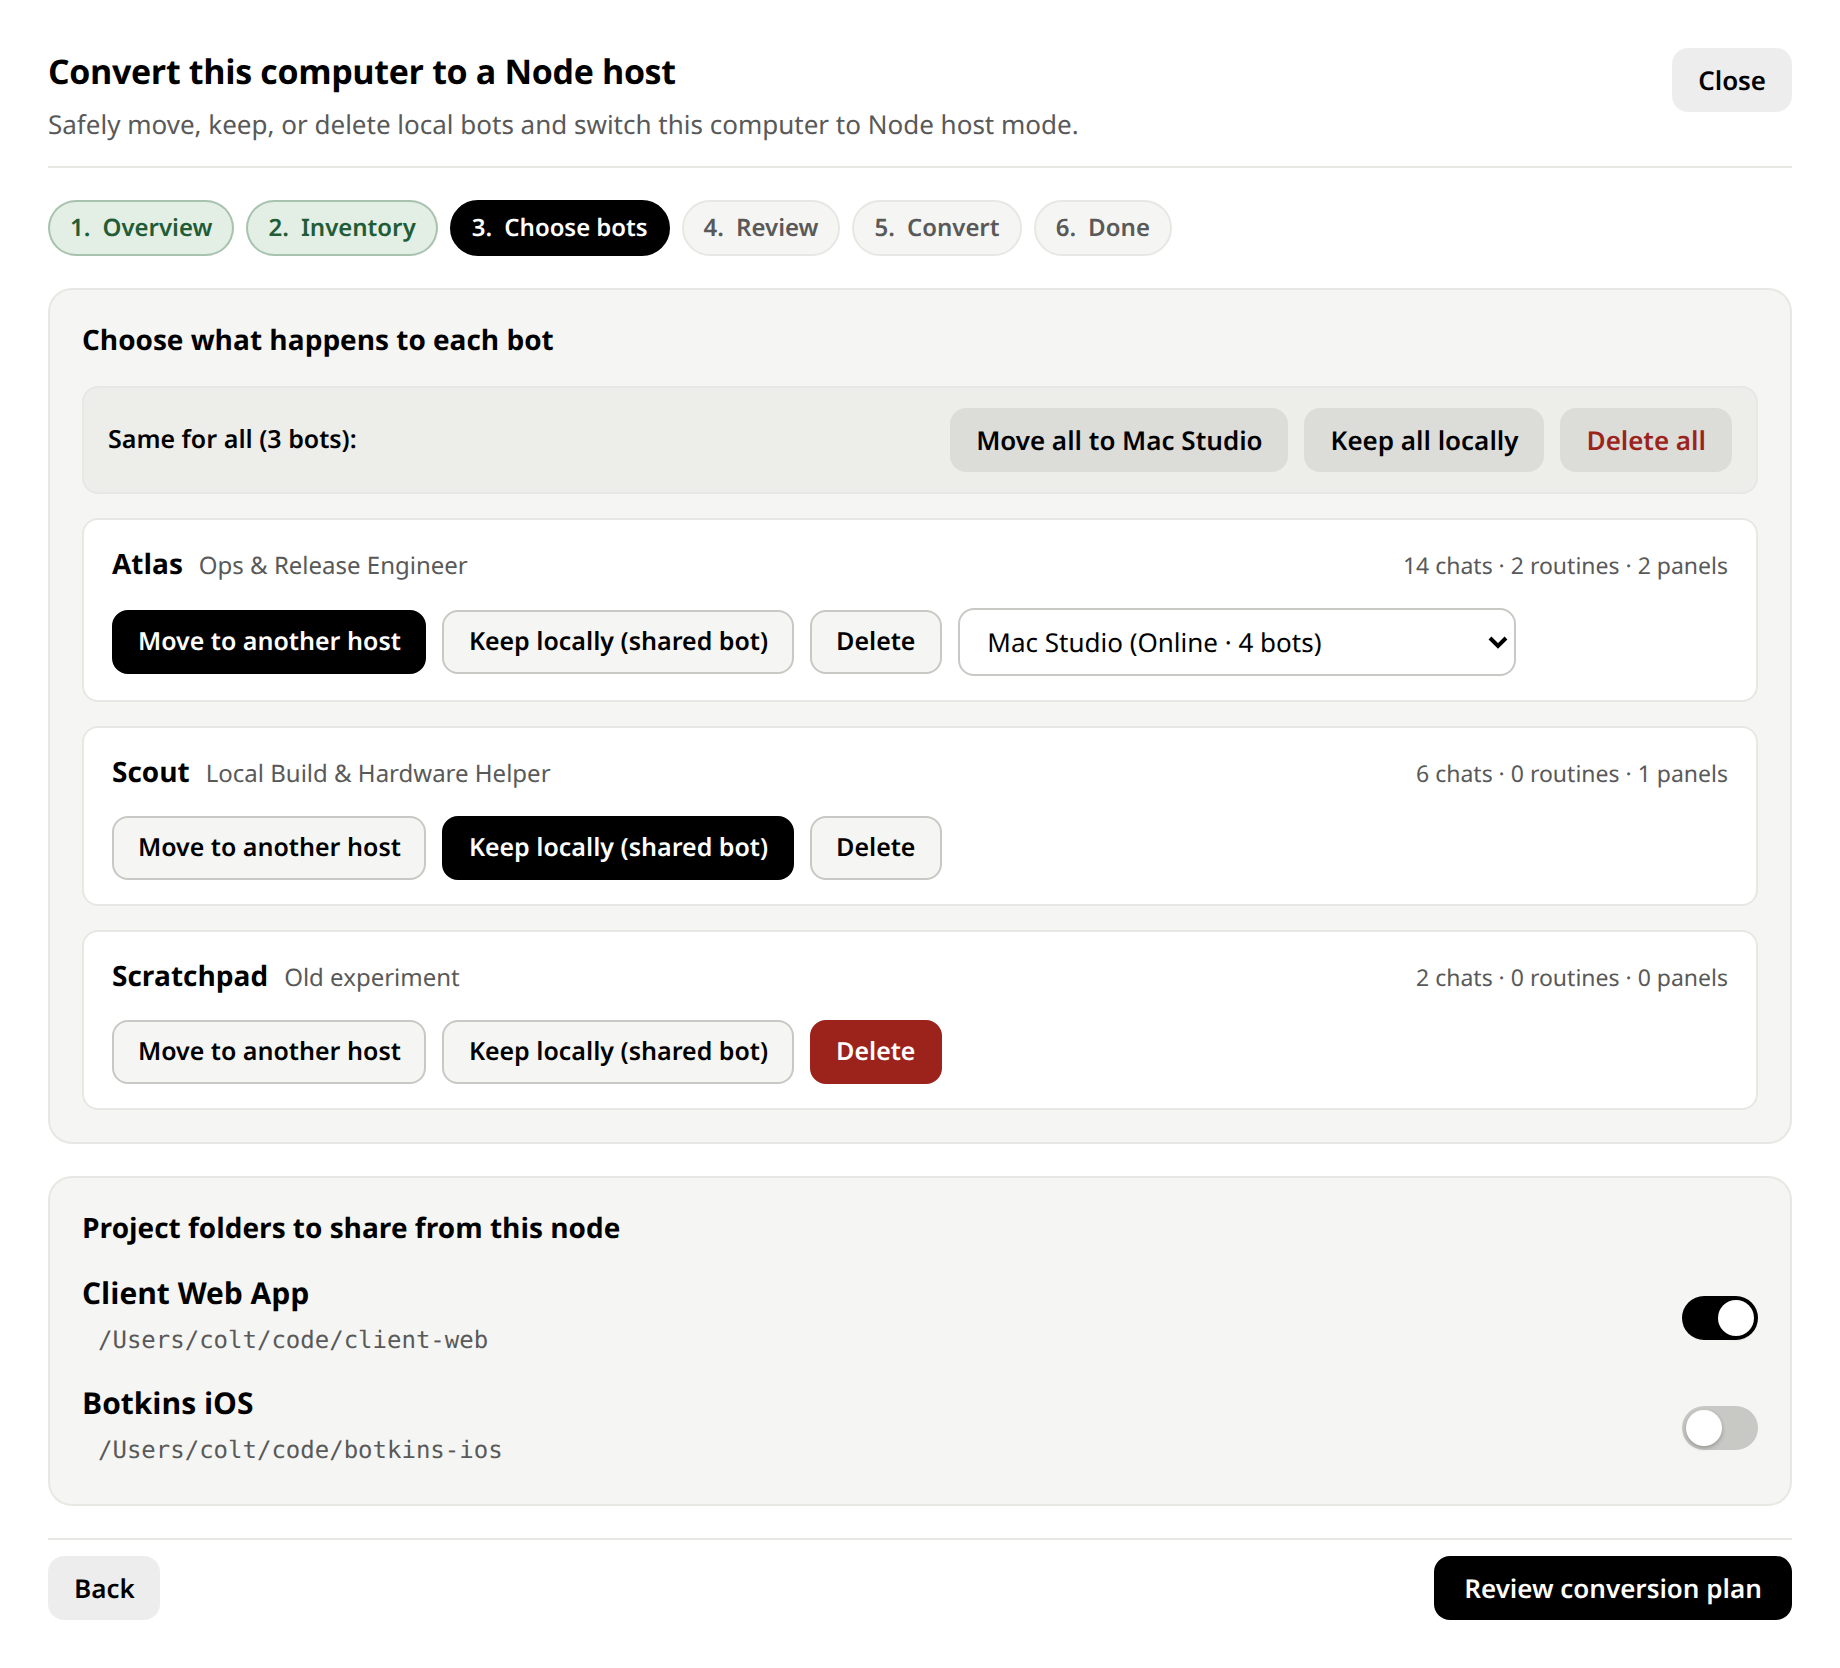 Convert this computer to a Node host
Close
Safely move, keep, or delete local bots and switch this computer to Node host mode.
1. Overview
2. Inventory
3. Choose bots
4. Review
5. Convert
6. Done
Choose what happens to each bot
Same for all (3 bots):
Move all to Mac Studio
Keep all locally
Delete all
Atlas Ops & Release Engineer
14 chats · 2 routines · 2 panels
Move to another host
Keep locally (shared bot)
Delete
Mac Studio (Online · 4 bots)
Scout Local Build & Hardware Helper
6 chats · 0 routines · 1 panels
Move to another host
Keep locally (shared bot)
Delete
Scratchpad Old experiment
2 chats · 0 routines · 0 panels
Move to another host
Keep locally (shared bot)
Delete
Project folders to share from this node
Client Web App
/Users/colt/code/client-web
Botkins iOS
/Users/colt/code/botkins-ios
Back
Review conversion plan